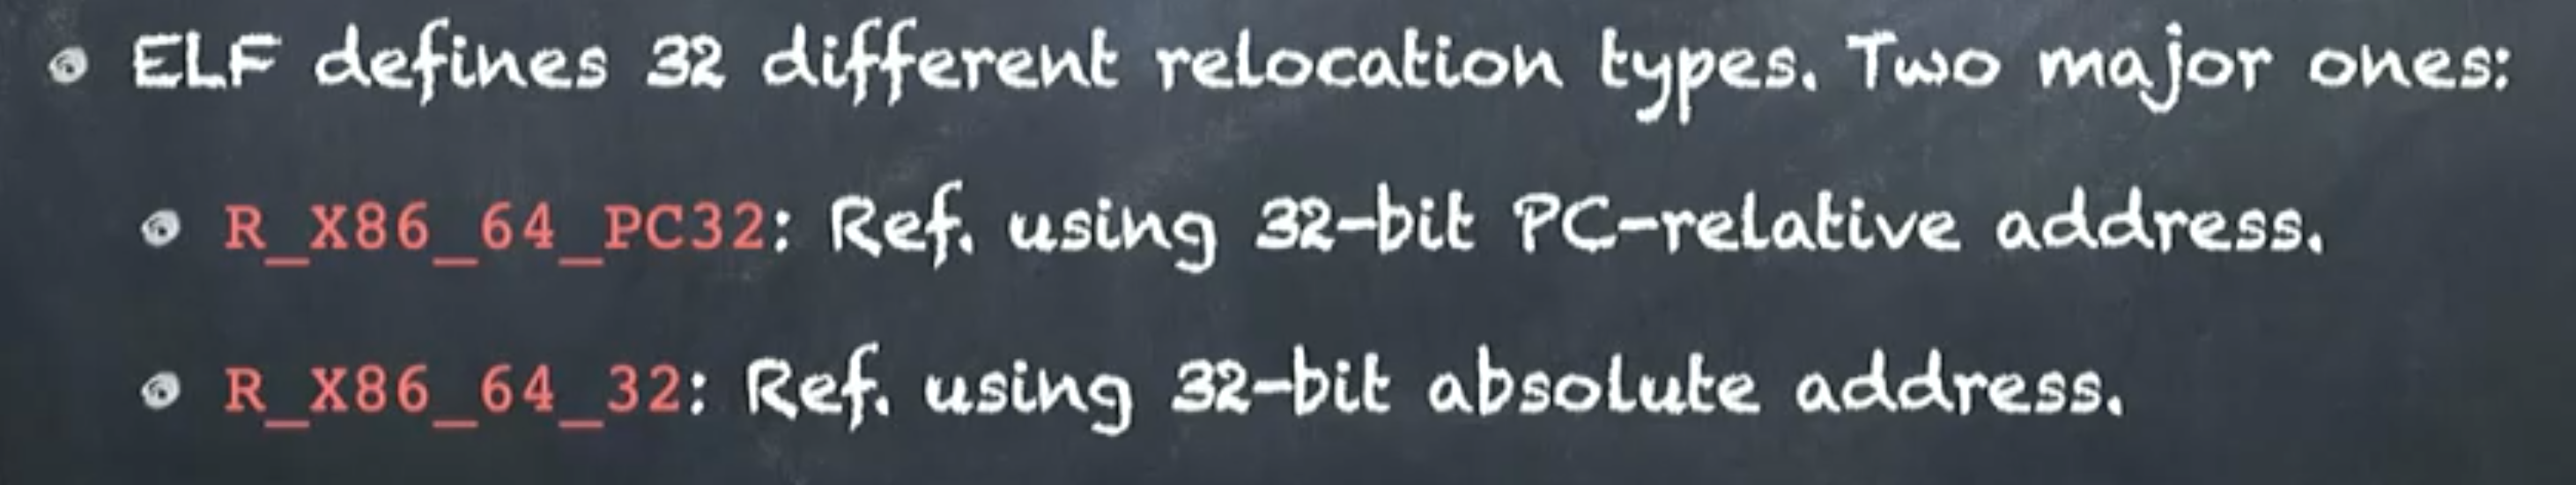 ELF defines 32 different relocation types. Two major ones:
R_X86_64_PC32: Ref. using 32-bit PC-relative address.
R_X86_64_32: Ref. using 32-bit absolute address.